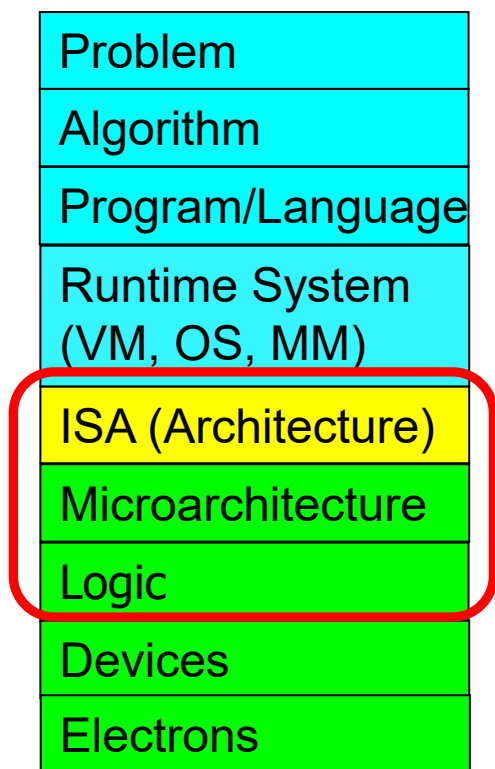 Problem
Algorithm
Program/Language
Runtime System
(VM, OS, MM)
ISA (Architecture)
Microarchitecture
Logic
Devices
Electrons